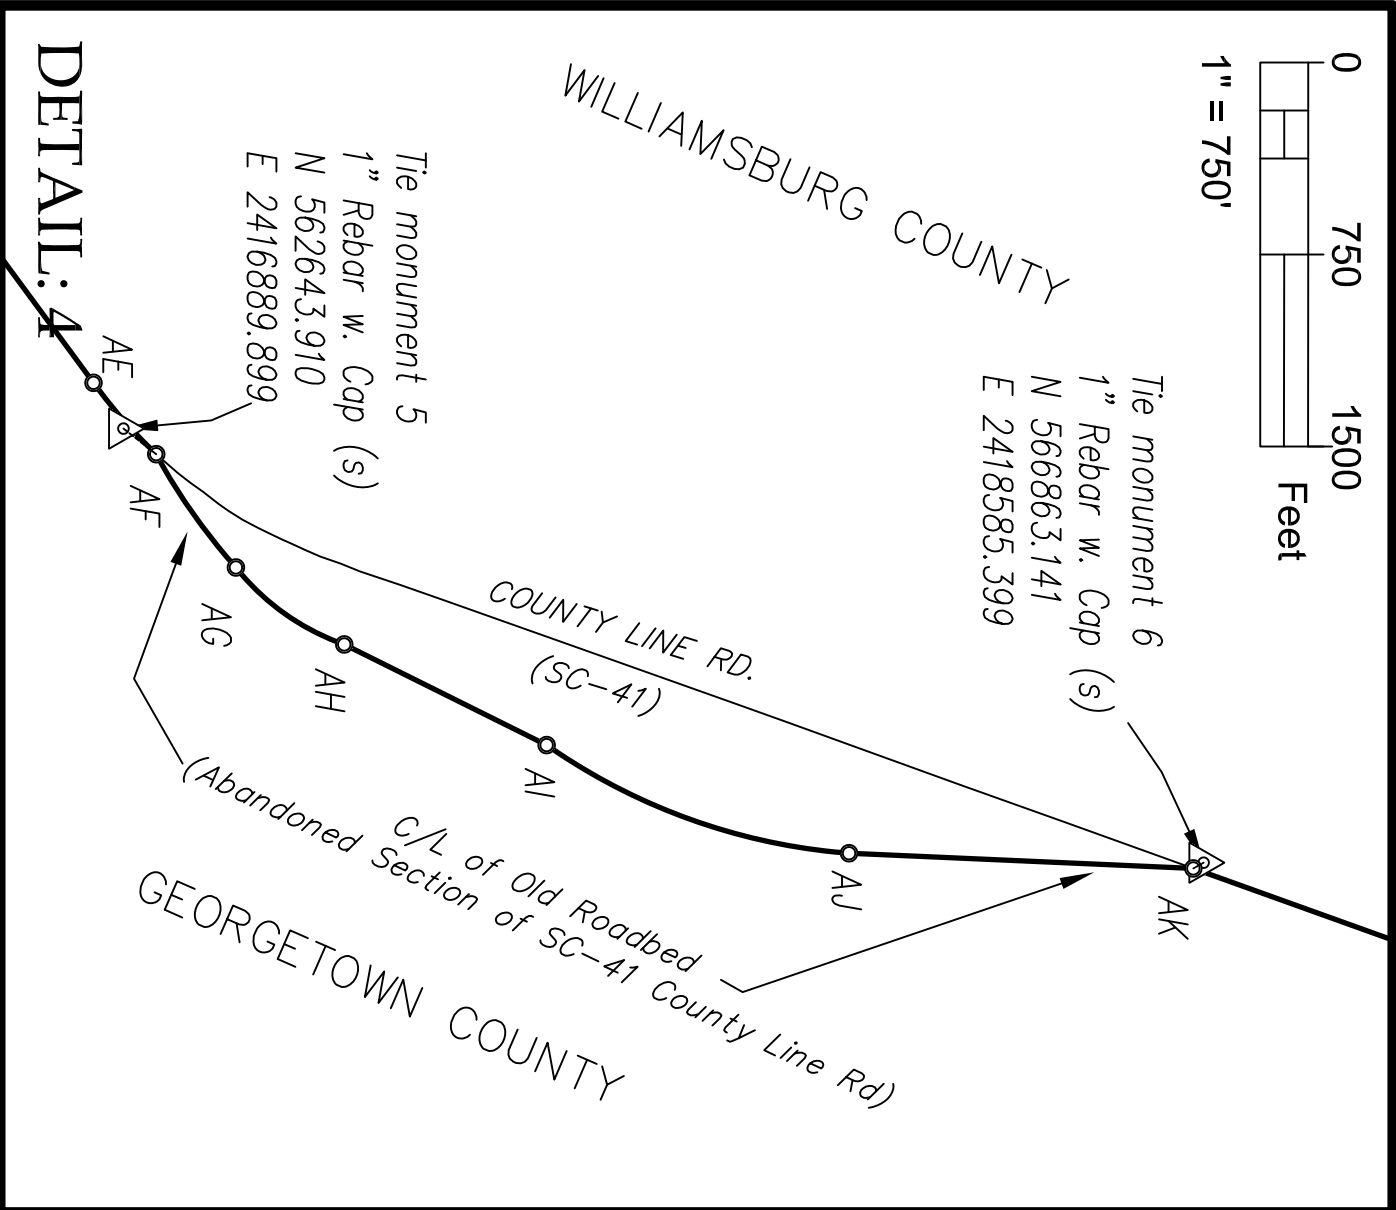 0 750 1500
Feet
1" = 750'
WILLIAMSBURG COUNTY
Tie monument 6
1" Rebar w. Cap (s)
N 566863.141
E 2418585.399
AK
COUNTY LINE RD.
(SC-41)
AJ
Tie monument 5
1" Rebar w. Cap (s)
N 562643.910
E 2416889.899
AI
AH
AG
AF
AE
C/L of Old Roadbed
(Abandoned Section of SC-41 County Line Rd)
GEORGETOWN COUNTY
DETAIL: 4